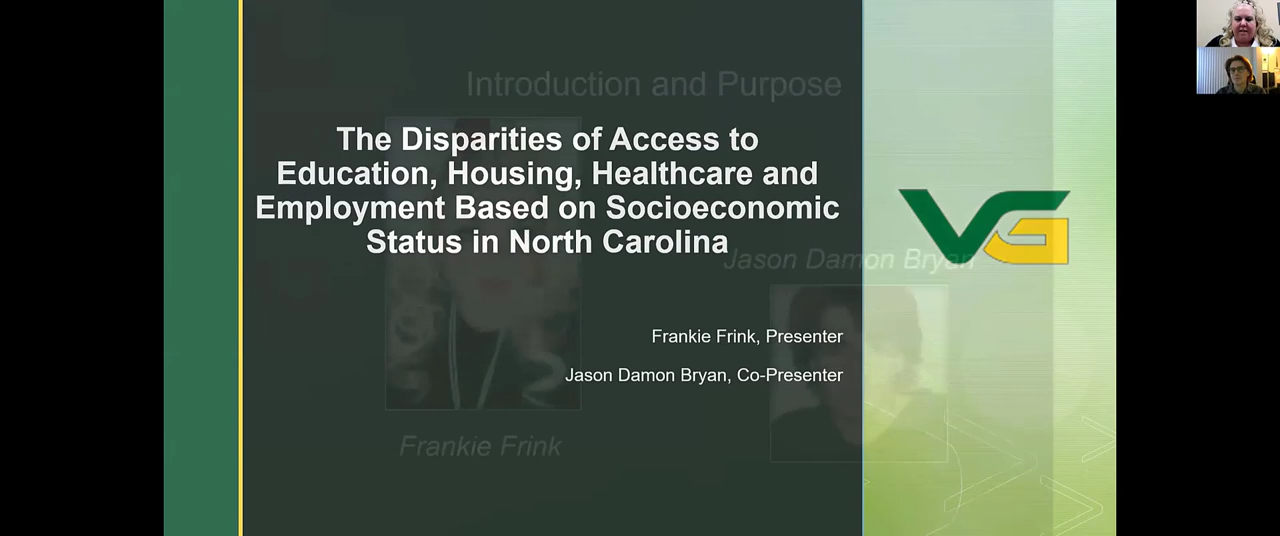 Introduction and Purpose
The Disparities of Access to
Education, Housing, Healthcare and
Employment Based on Socioeconomic
Status in North Carolina
VG
Jason Damon Bryan
Frankie Frink, Presenter
Jason Damon Bryan, Co-Presenter
Frankie Frink